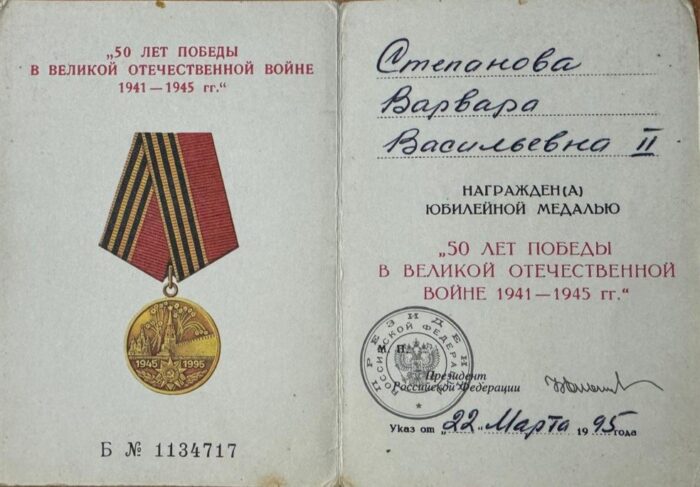 „50 ЛЕТ ПОБЕДЫ
В ВЕЛИКОЙ ОТЕЧЕСТВЕННОЙ ВОЙНЕ
1941 — 1945 гг.“
1945 1995
Б № 1134717
Степанова
Варвара
Васильевна II
НАГРАЖДЕН(А)
ЮБИЛЕЙНОЙ МЕДАЛЬЮ
„50 ЛЕТ ПОБЕДЫ
В ВЕЛИКОЙ ОТЕЧЕСТВЕННОЙ
ВОЙНЕ 1941 — 1945 гг.“
ПРЕЗИДЕНТ
РОССИЙСКОЙ ФЕДЕРАЦИИ
М. П.
Президент
Российской Федерации
Указ от „22“ Марта 1995года